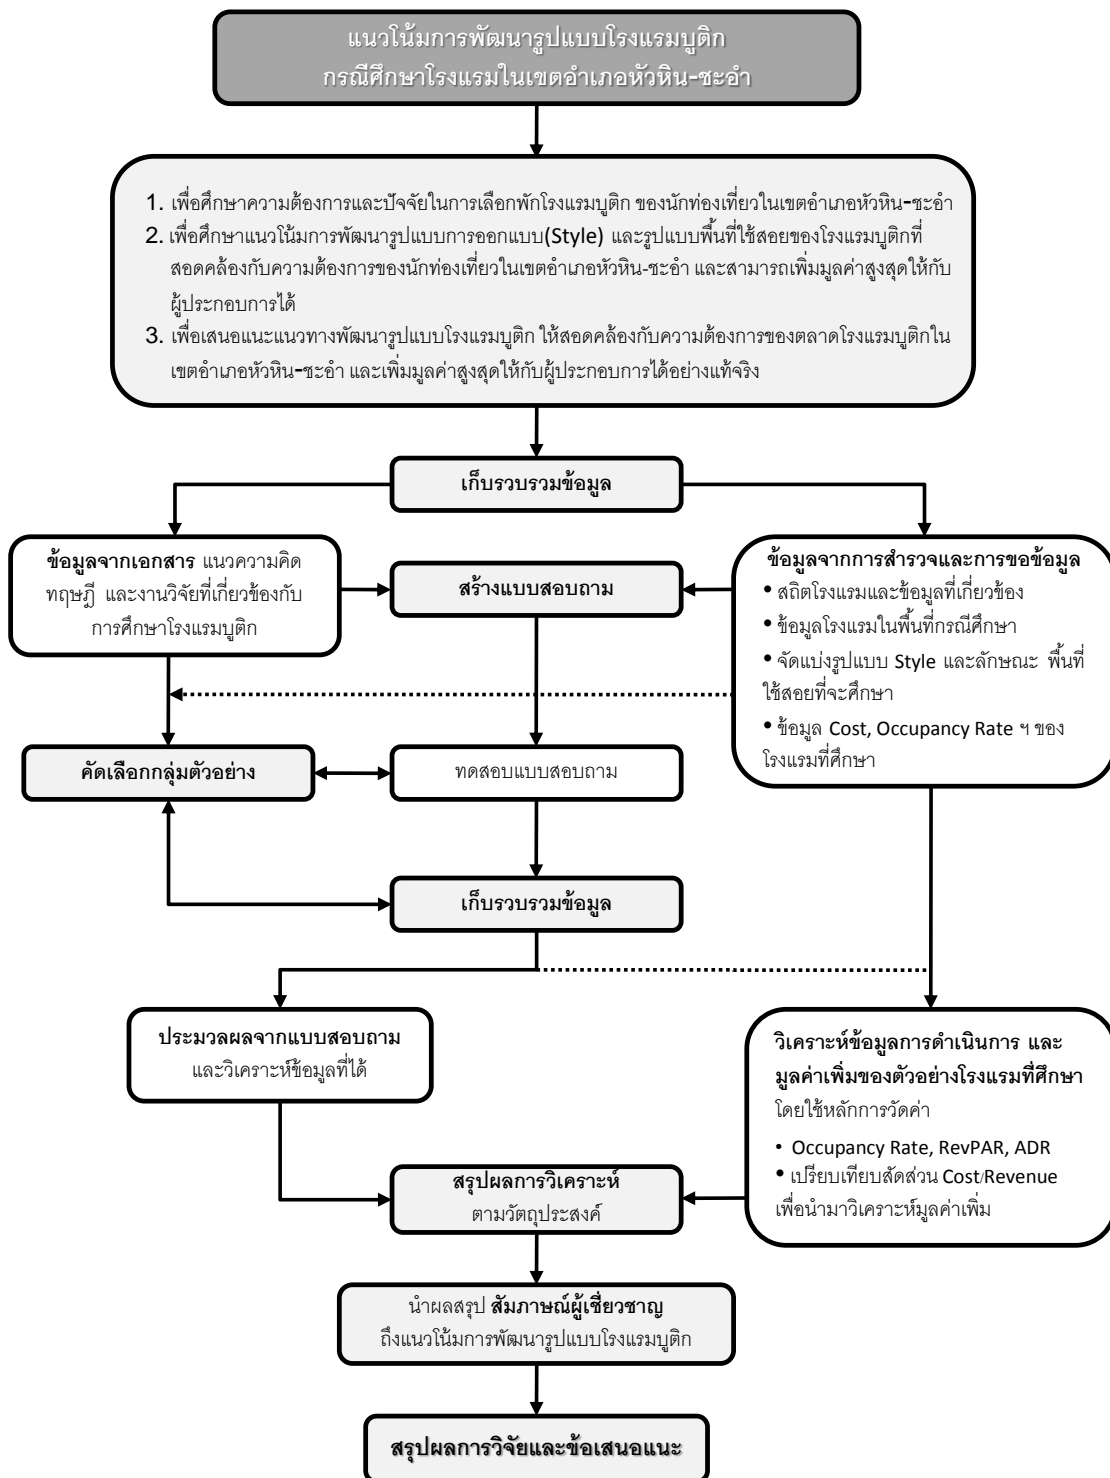 แนวโน้มการพัฒนารูปแบบโรงแรมบูติก
กรณีศึกษาโรงแรมในเขตอำเภอหัวหิน-ชะอำ
1. เพื่อศึกษาความต้องการและปัจจัยในการเลือกพักโรงแรมบูติก ของนักท่องเที่ยวในเขตอำเภอหัวหิน-ชะอำ
2. เพื่อศึกษาแนวโน้มการพัฒนารูปแบบการออกแบบ(Style) และรูปแบบพื้นที่ใช้สอยของโรงแรมบูติกที่
สอดคล้องกับความต้องการของนักท่องเที่ยวในเขตอำเภอหัวหิน-ชะอำ และสามารถเพิ่มมูลค่าสูงสุดให้กับ
ผู้ประกอบการได้
3. เพื่อเสนอแนะแนวทางพัฒนารูปแบบโรงแรมบูติก ให้สอดคล้องกับความต้องการของตลาดโรงแรมบูติกใน
เขตอำเภอหัวหิน-ชะอำ และเพิ่มมูลค่าสูงสุดให้กับผู้ประกอบการได้อย่างแท้จริง
เก็บรวบรวมข้อมูล
ข้อมูลจากเอกสาร แนวความคิด
ทฤษฎี และงานวิจัยที่เกี่ยวข้องกับ
การศึกษาโรงแรมบูติก
สร้างแบบสอบถาม
ข้อมูลจากการสำรวจและการขอข้อมูล
• สถิตโรงแรมและข้อมูลที่เกี่ยวข้อง
• ข้อมูลโรงแรมในพื้นที่กรณีศึกษา
• จัดแบ่งรูปแบบ Style และลักษณะ พื้นที่
ใช้สอยที่จะศึกษา
• ข้อมูล Cost, Occupancy Rate ฯ ของ
โรงแรมที่ศึกษา
คัดเลือกกลุ่มตัวอย่าง
ทดสอบแบบสอบถาม
เก็บรวบรวมข้อมูล
ประมวลผลจากแบบสอบถาม
และวิเคราะห์ข้อมูลที่ได้
วิเคราะห์ข้อมูลการดำเนินการ และ
มูลค่าเพิ่มของตัวอย่างโรงแรมที่ศึกษา
โดยใช้หลักการวัดค่า
• Occupancy Rate, RevPAR, ADR
• เปรียบเทียบสัดส่วน Cost/Revenue
เพื่อนำมาวิเคราะห์มูลค่าเพิ่ม
สรุปผลการวิเคราะห์
ตามวัตถุประสงค์
นำผลสรุป สัมภาษณ์ผู้เชี่ยวชาญ
ถึงแนวโน้มการพัฒนารูปแบบโรงแรมบูติก
สรุปผลการวิจัยและข้อเสนอแนะ